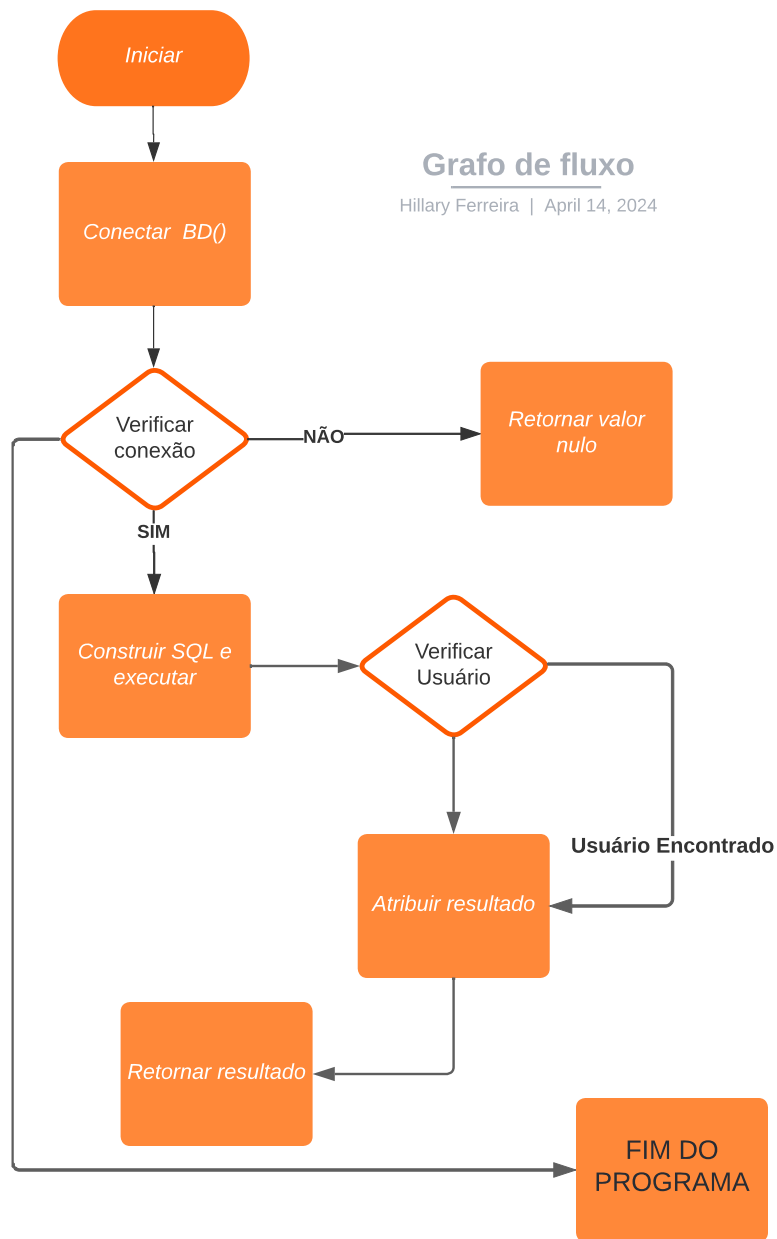 Iniciar
Grafo de fluxo
Hillary Ferreira | April 14, 2024
Conectar BD()
Verificar
conexão
NÃO
Retornar valor
nulo
SIM
Construir SQL e
executar
Verificar
Usuário
Usuário Encontrado
Atribuir resultado
Retornar resultado
FIM DO
PROGRAMA